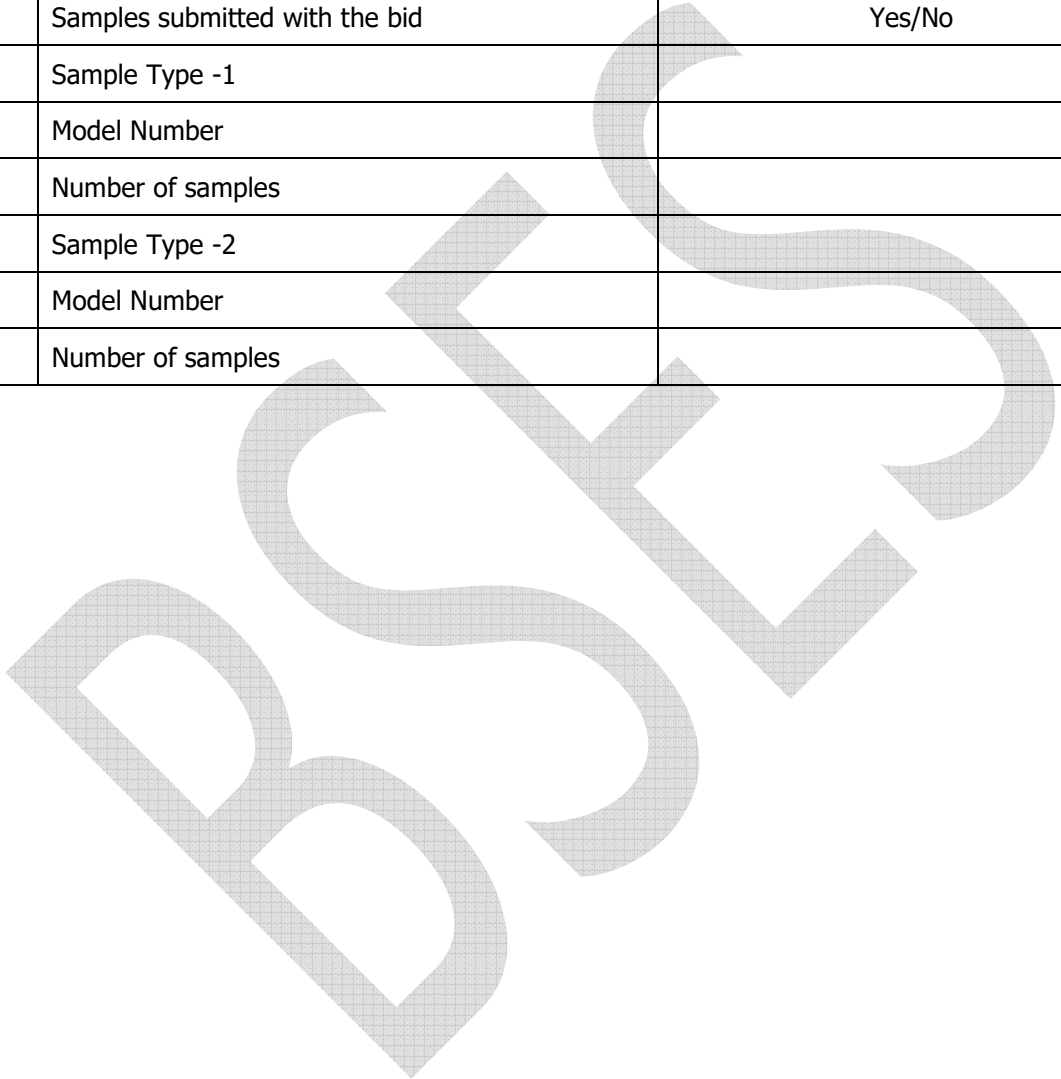 Samples submitted with the bid Yes/No
Sample Type -1
Model Number
Number of samples
Sample Type -2
Model Number
Number of samples
BSES